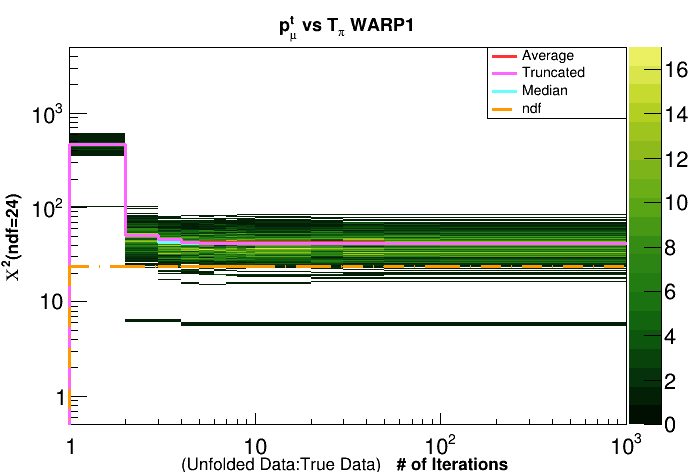 p_μ^t vs T_π WARP1
Average
Truncated
Median
ndf
10^3
10^2
10
1
χ^2(ndf=24)
16
14
12
10
8
6
4
2
0
1 10 10^2 10^3
(Unfolded Data:True Data) # of Iterations